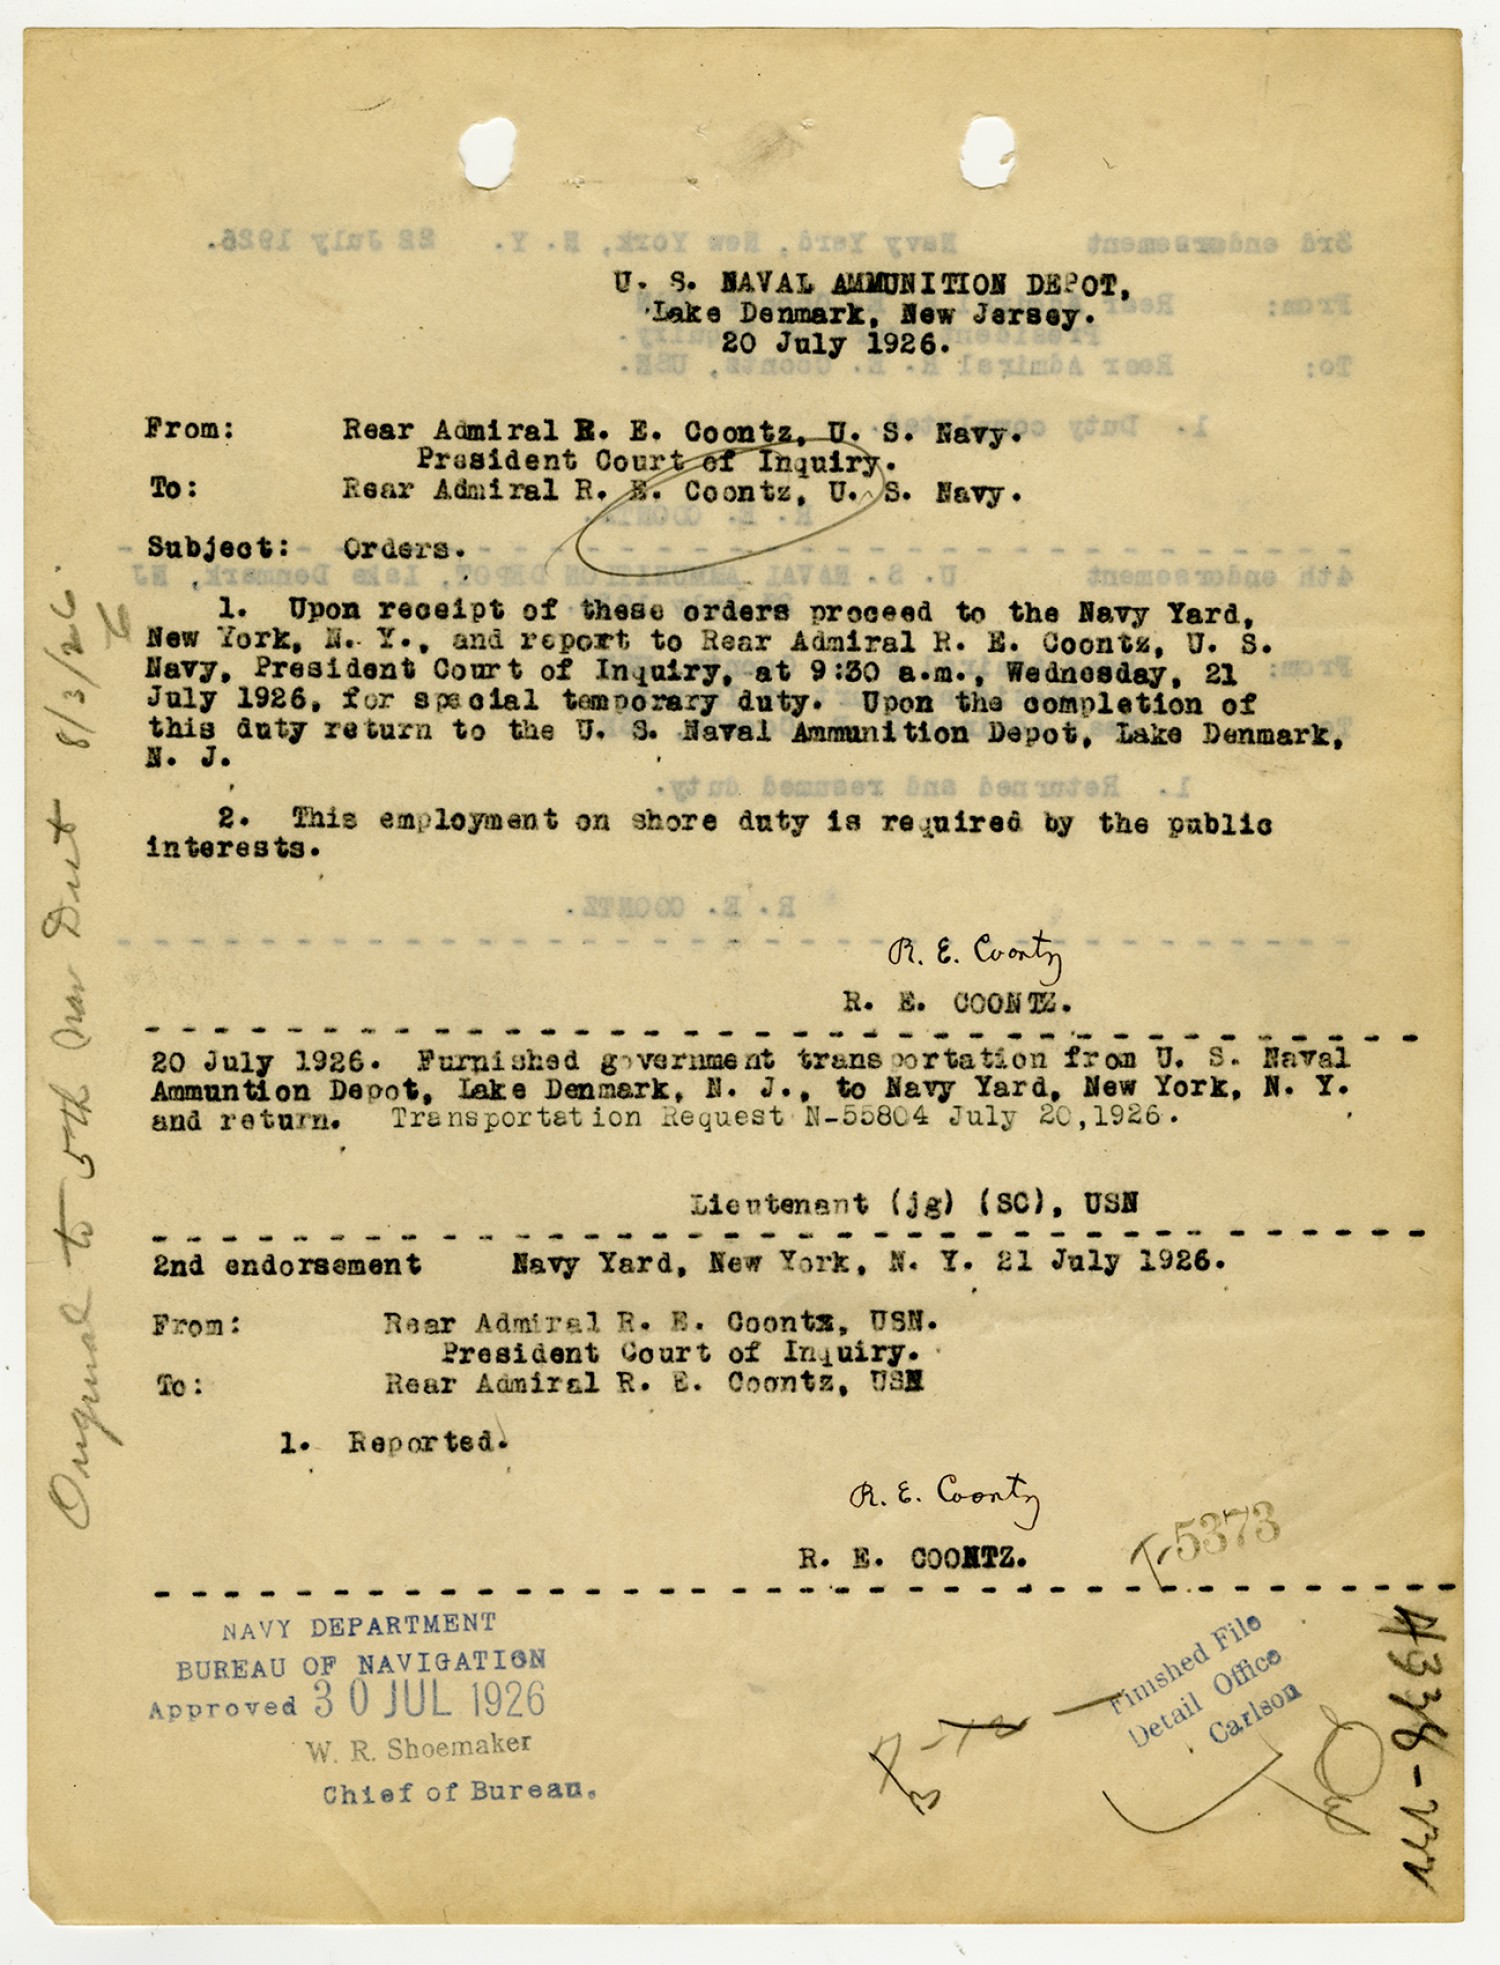 U. S. NAVAL AMMUNITION DEPOT,
Lake Denmark, New Jersey.
20 July 1926.
From: Rear Admiral R. E. Coontz, U. S. Navy.
President Court of Inquiry.
To: Rear Admiral R. E. Coontz, U. S. Navy.
Subject: Orders.
1. Upon receipt of these orders proceed to the Navy Yard,
New York, N. Y., and report to Rear Admiral R. E. Coontz, U. S.
Navy, President Court of Inquiry, at 9:30 a.m., Wednesday, 21
July 1926, for special temporary duty. Upon the completion of
this duty return to the U. S. Naval Ammunition Depot, Lake Denmark,
N. J.
2. This employment on shore duty is required by the public
interests.
R. E. Coontz
R. E. COONTZ.
20 July 1926. Furnished government transportation from U. S. Naval
Ammuntion Depot, Lake Denmark, N. J., to Navy Yard, New York, N. Y.
and return. Transportation Request N-55804 July 20,1926.
Lieutenant (jg) (SC), USN
2nd endorsement Navy Yard, New York, N. Y. 21 July 1926.
From: Rear Admiral R. E. Coontz, USN.
President Court of Inquiry.
To: Rear Admiral R. E. Coontz, USN
1. Reported.
R. E. Coontz
R. E. COONTZ.
T-5373
NAVY DEPARTMENT
BUREAU OF NAVIGATION
Approved 30 JUL 1926
W. R. Shoemaker
Chief of Bureau.
Finished File
Detail Office
Carlson
Original to 5th Nav Dist 8/3/26